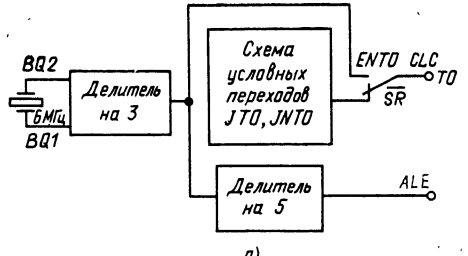 BQ2
6МГц
BQ1
Делитель
на 3
Схема
условных
переходов
JTO, JNTO
ENTO CLC
TO
SR
Делитель
на 5
ALE
а)